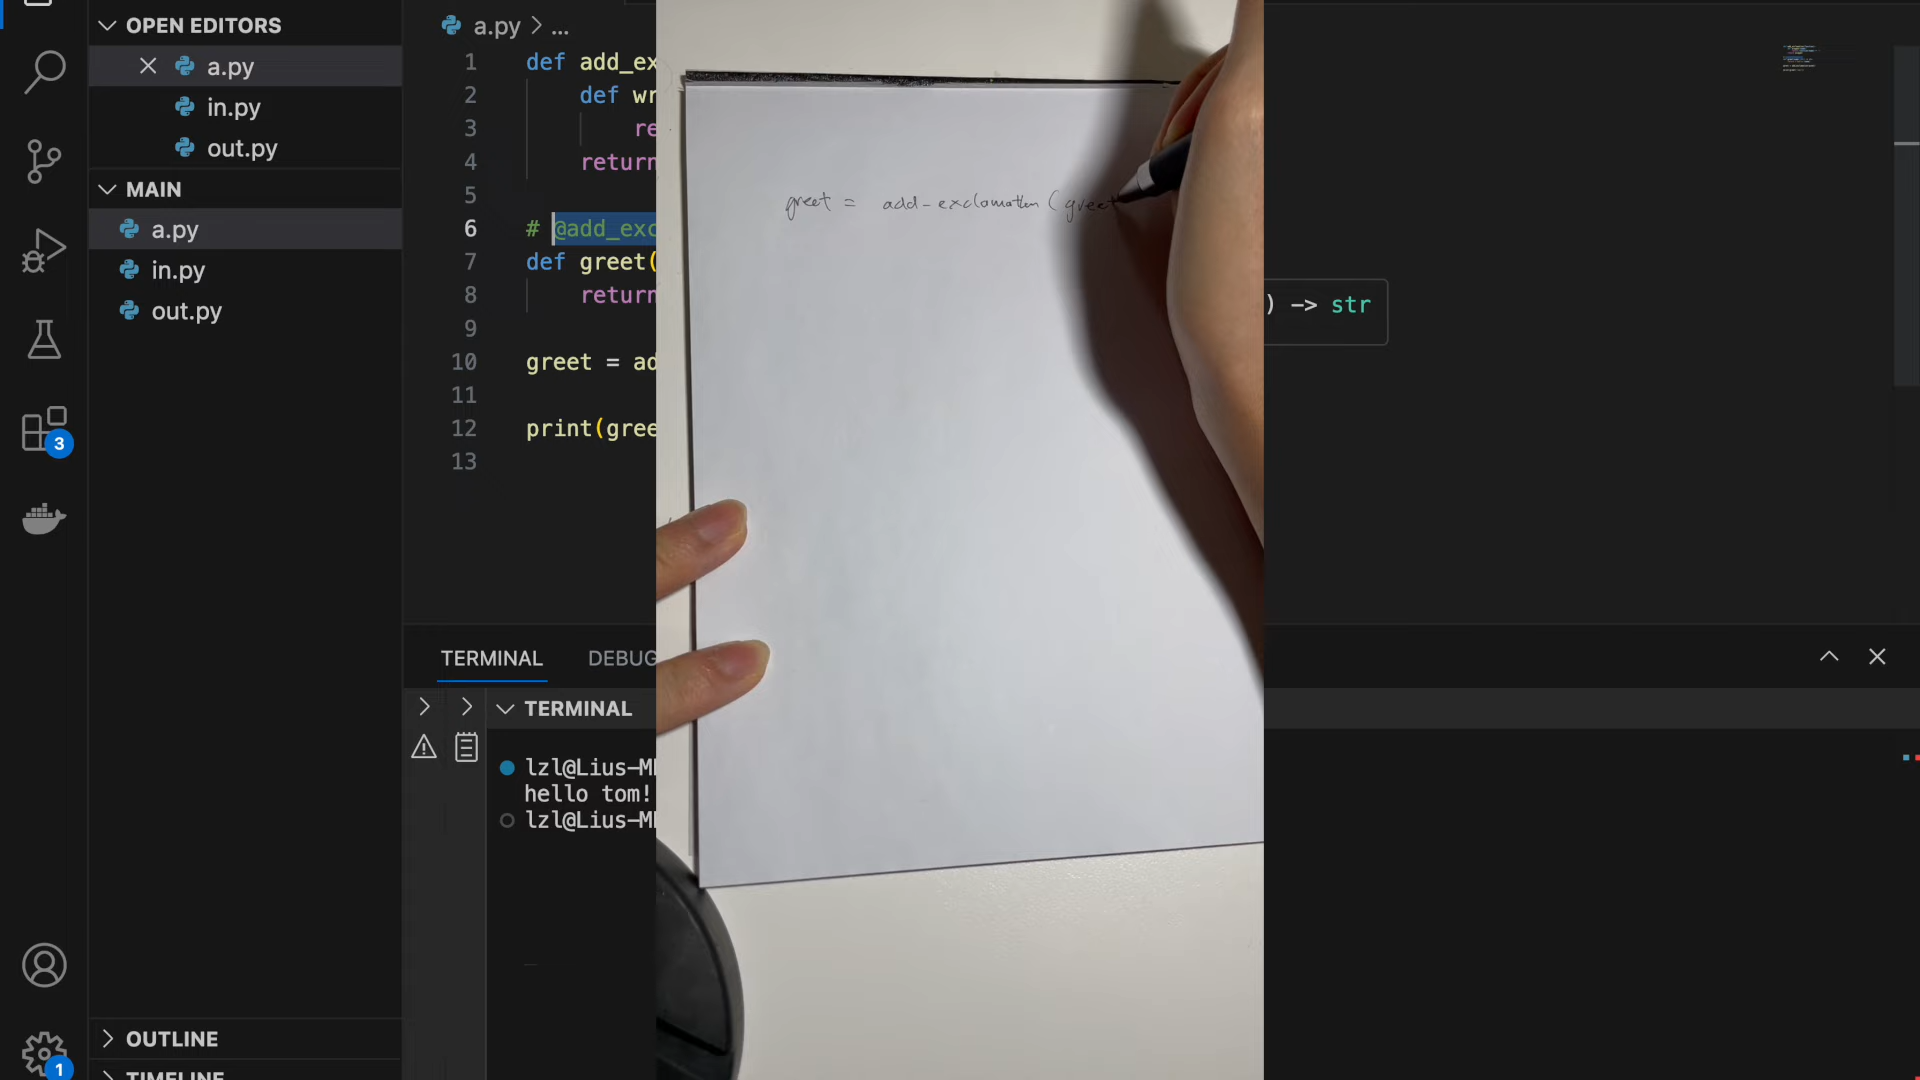 OPEN EDITORS
a.py
in.py
out.py
MAIN
a.py
in.py
out.py
3
OUTLINE
1
TIMELINE
a.py > ...
1 def add_ex
2 def wr
3 re
4 return
5
6 # @add_exc
7 def greet(
8 return
9
10 greet = ad
11
12 print(gree
13
) -> str
greet = add-exclamation (greet
TERMINAL DEBUG
TERMINAL
lzl@Lius-M
hello tom!
lzl@Lius-M